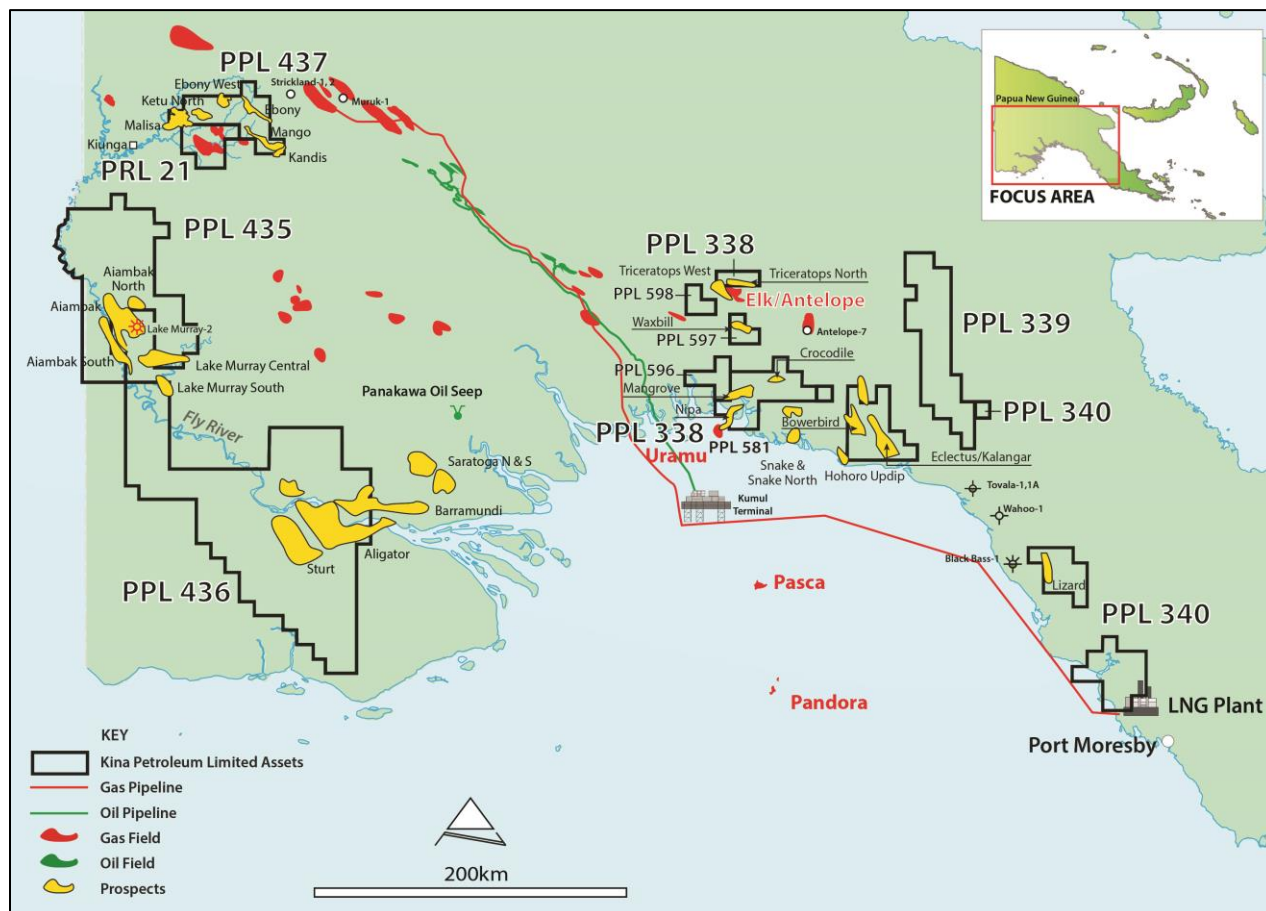 PPL 437
Ebony West
Strickland-1, 2
Ketu North
Ebony
Muruk-1
Malisa
Mango
Kiunga
Kandis
PRL 21
PPL 435
Aiambak
North
Aiambak
Lake Murray-2
Aiambak South
Lake Murray Central
Lake Murray South
Fly River
Panakawa Oil Seep
Saratoga N & S
Barramundi
Aligator
Sturt
PPL 436
PPL 338
Triceratops West
Triceratops North
PPL 598
Elk/Antelope
Waxbill
Antelope-7
PPL 597
Crocodile
PPL 596
Mangrove
Nipa
PPL 338
PPL 581
Uramu
Bowerbird
Snake &
Snake North
Hohoro Updip
Eclectus/Kalangar
PPL 339
PPL 340
Kumul
Terminal
Tovala-1,1A
Wahoo-1
Black Bass-1
Lizard
Pasca
Pandora
PPL 340
LNG Plant
Port Moresby
Papua New Guinea
FOCUS AREA
KEY
Kina Petroleum Limited Assets
Gas Pipeline
Oil Pipeline
Gas Field
Oil Field
Prospects
200km